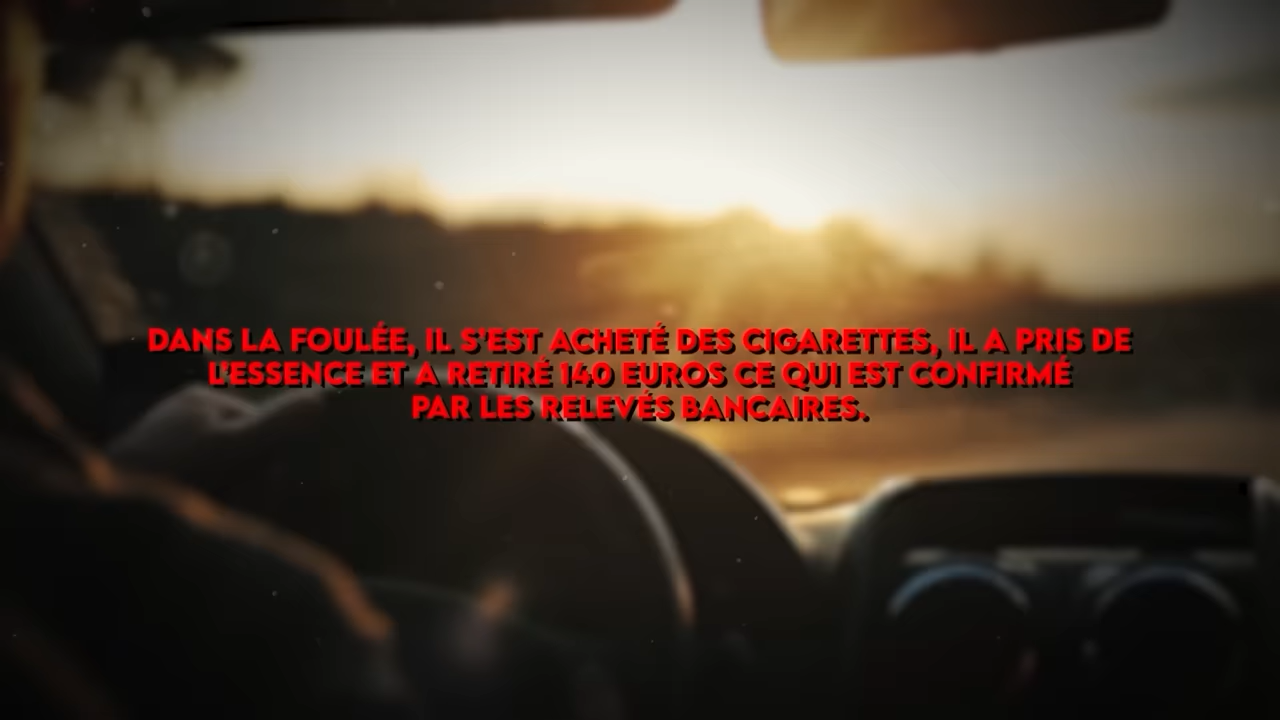 DANS LA FOULÉE, IL S'EST ACHETÉ DES CIGARETTES, IL A PRIS DE
L'ESSENCE ET A RETIRÉ 140 EUROS CE QUI EST CONFIRMÉ
PAR LES RELEVÉS BANCAIRES.